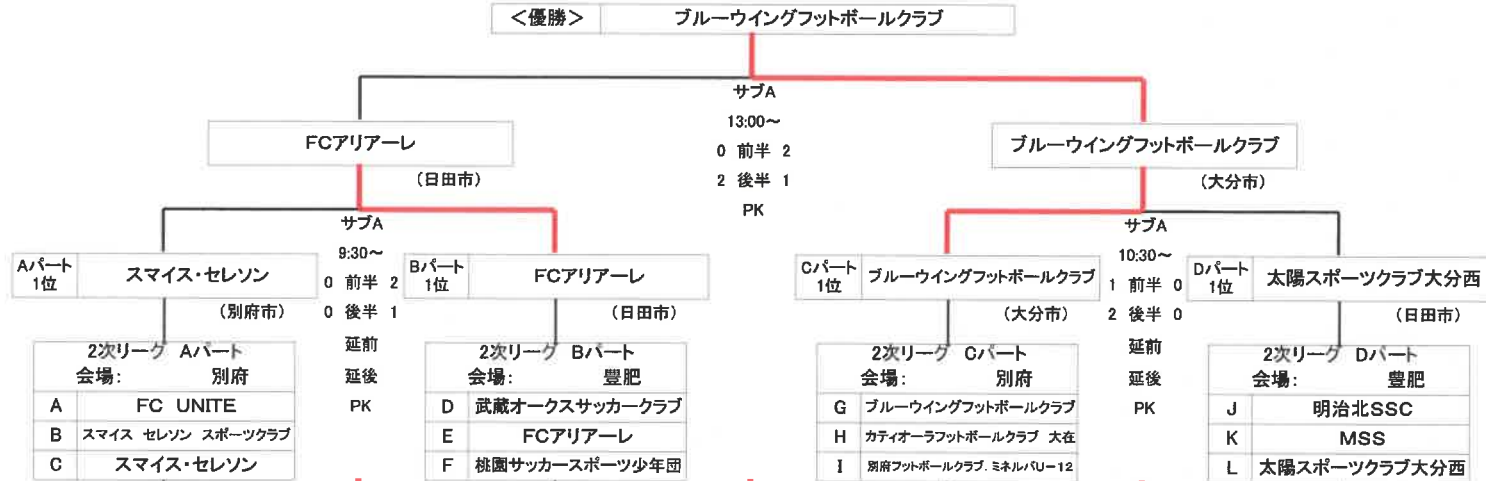 <優勝> ブルーウイングフットボールクラブ
サブA
13:00~
FCアリアーレ
0 前半 2
ブルーウイングフットボールクラブ
(日田市)
2 後半 1
(大分市)
PK
サブA
サブA
9:30~
10:30~
Aパート
1位
スマイス・セレソン
(別府市)
0 前半 2
0 後半 1
延前
延後
PK
Bパート
1位
FCアリアーレ
(日田市)
Cパート
1位
ブルーウイングフットボールクラブ
(大分市)
1 前半 0
2 後半 0
延前
延後
PK
Dパート
1位
太陽スポーツクラブ大分西
(日田市)
2次リーグ Aパート
会場: 別府
A FC UNITE
B スマイス セレソン スポーツクラブ
C スマイス・セレソン
2次リーグ Bパート
会場: 豊肥
D 武蔵オークスサッカークラブ
E FCアリアーレ
F 桃園サッカースポーツ少年団
2次リーグ Cパート
会場: 別府
G ブルーウイングフットボールクラブ
H カティオーラフットボールクラブ 大在
I 別府フットボールクラブ.ミネルバU-12
2次リーグ Dパート
会場: 豊肥
J 明治北SSC
K MSS
L 太陽スポーツクラブ大分西